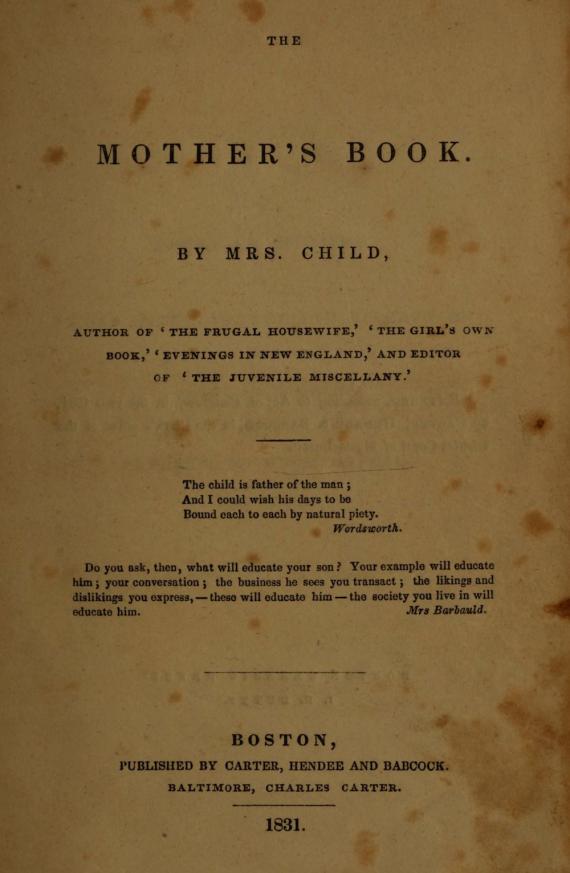 THE
MOTHER'S BOOK.
BY MRS. CHILD,
AUTHOR OF ‘THE FRUGAL HOUSEWIFE,’ ‘THE GIRL'S OWN
BOOK,’ ‘EVENINGS IN NEW ENGLAND,’ AND EDITOR
OF ‘THE JUVENILE MISCELLANY.’
The child is father of the man ;
And I could wish his days to be
Bound each to each by natural piety.
Wordsworth.
Do you ask, then, what will educate your son ? Your example will educate
him ; your conversation ; the business he sees you transact ; the likings and
dislikings you express, — these will educate him — the society you live in will
educate him. Mrs Barbauld.
BOSTON,
PUBLISHED BY CARTER, HENDEE AND BABCOCK.
BALTIMORE, CHARLES CARTER.
1831.